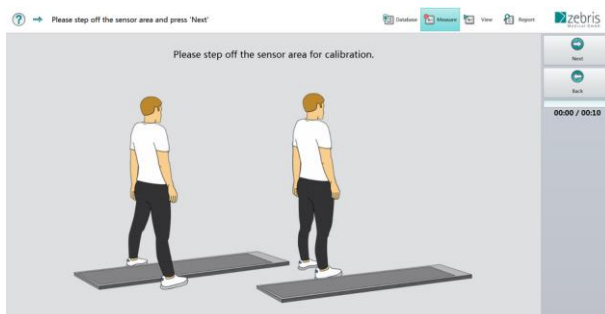 Please step off the sensor area and press 'Next'
Database
Measure
View
Report
zebris
Medical GmbH
Please step off the sensor area for calibration.
Next
Back
00:00 / 00:10